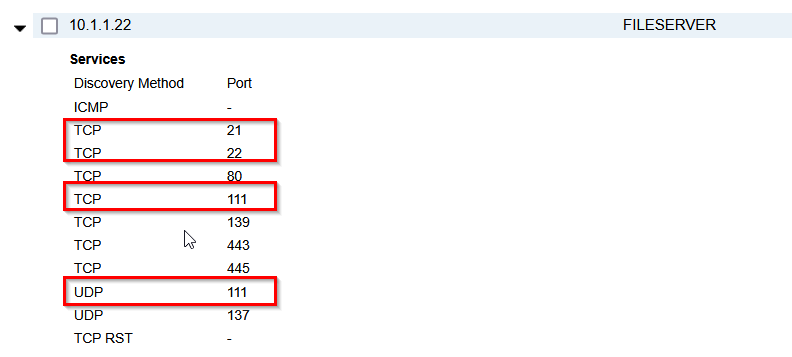 10.1.1.22 FILESERVER
Services
Discovery Method Port
ICMP -
TCP 21
TCP 22
TCP 80
TCP 111
TCP 139
TCP 443
TCP 445
UDP 111
UDP 137
TCP RST -